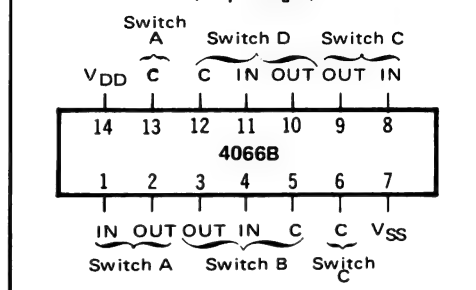 Switch
A Switch D Switch C
VDD C C IN OUT OUT IN
14 13 12 11 10 9 8
4066B
1 2 3 4 5 6 7
IN OUT OUT IN C C VSS
Switch A Switch B Switch
C